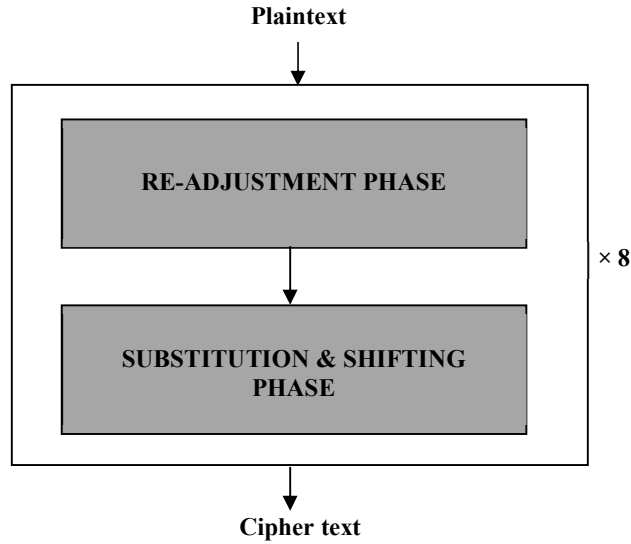 Plaintext
RE-ADJUSTMENT PHASE
× 8
SUBSTITUTION & SHIFTING
PHASE
Cipher text